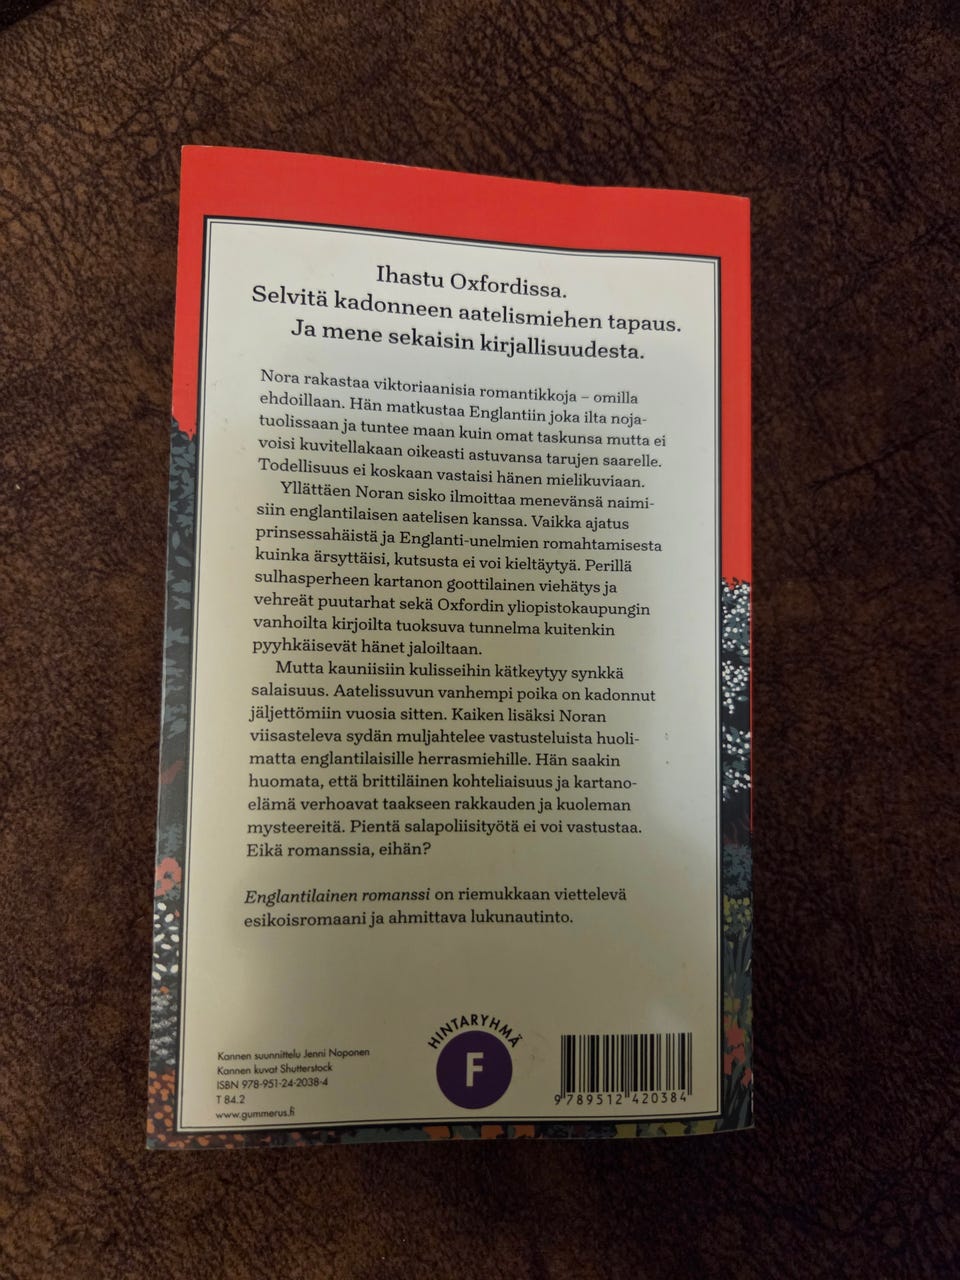 Ihastu Oxfordissa.
Selvitä kadonneen aatelismiehen tapaus.
Ja mene sekaisin kirjallisuudesta.
Nora rakastaa viktoriaanisia romantikkoja – omilla
ehdoillaan. Hän matkustaa Englantiin joka ilta noja-
tuolissaan ja tuntee maan kuin omat taskunsa mutta ei
voisi kuvitellakaan oikeasti astuvansa tarujen saarelle.
Todellisuus ei koskaan vastaisi hänen mielikuviaan.
Yllättäen Noran sisko ilmoittaa menevänsä naimi-
siin englantilaisen aatelisen kanssa. Vaikka ajatus
prinsessahäistä ja Englanti-unelmien romahtamisesta
kuinka ärsyttäisi, kutsusta ei voi kieltäytyä. Perillä
sulhasperheen kartanon goottilainen viehätys ja
vehreät puutarhat sekä Oxfordin yliopistokaupungin
vanhoilta kirjoilta tuoksuva tunnelma kuitenkin
pyyhkäisevät hänet jaloiltaan.
Mutta kauniisiin kulisseihin kätkeytyy synkkä
salaisuus. Aatelissuvun vanhempi poika on kadonnut
jäljettömiin vuosia sitten. Kaiken lisäksi Noran
viisasteleva sydän muljahtelee vastusteluista huoli-
matta englantilaisille herrasmiehille. Hän saakin
huomata, että brittiläinen kohteliaisuus ja kartano-
elämä verhoavat taakseen rakkauden ja kuoleman
mysteereitä. Pientä salapoliisityötä ei voi vastustaa.
Eikä romanssia, eihän?
Englantilainen romanssi on riemukkaan viettelevä
esikoisromaani ja ahmittava lukunautinto.
Kannen suunnittelu Jenni Noponen
Kannen kuvat Shutterstock
ISBN 978-951-24-2038-4
T 84.2
www.gummerus.fi
HINTARYHMÄ
F
9 789512 420384